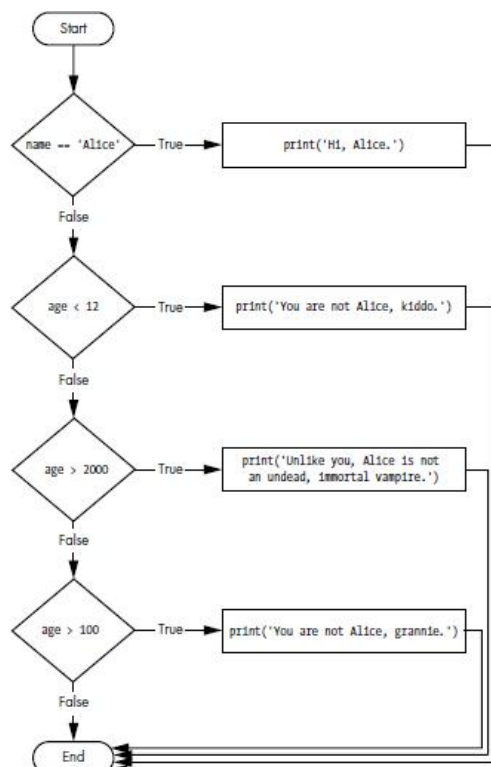 Start
name == 'Alice'
True
print('Hi, Alice.')
False
age < 12
True
print('You are not Alice, kiddo.')
False
age > 2000
True
print('Unlike you, Alice is not
an undead, immortal vampire.')
False
age > 100
True
print('You are not Alice, grannie.')
False
End